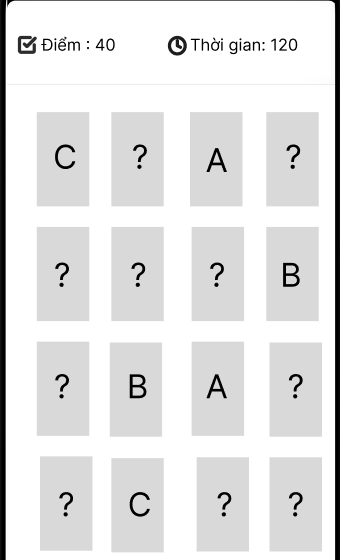 Điểm : 40 Thời gian: 120
C ? A ?
? ? ? B
? B A ?
? C ? ?